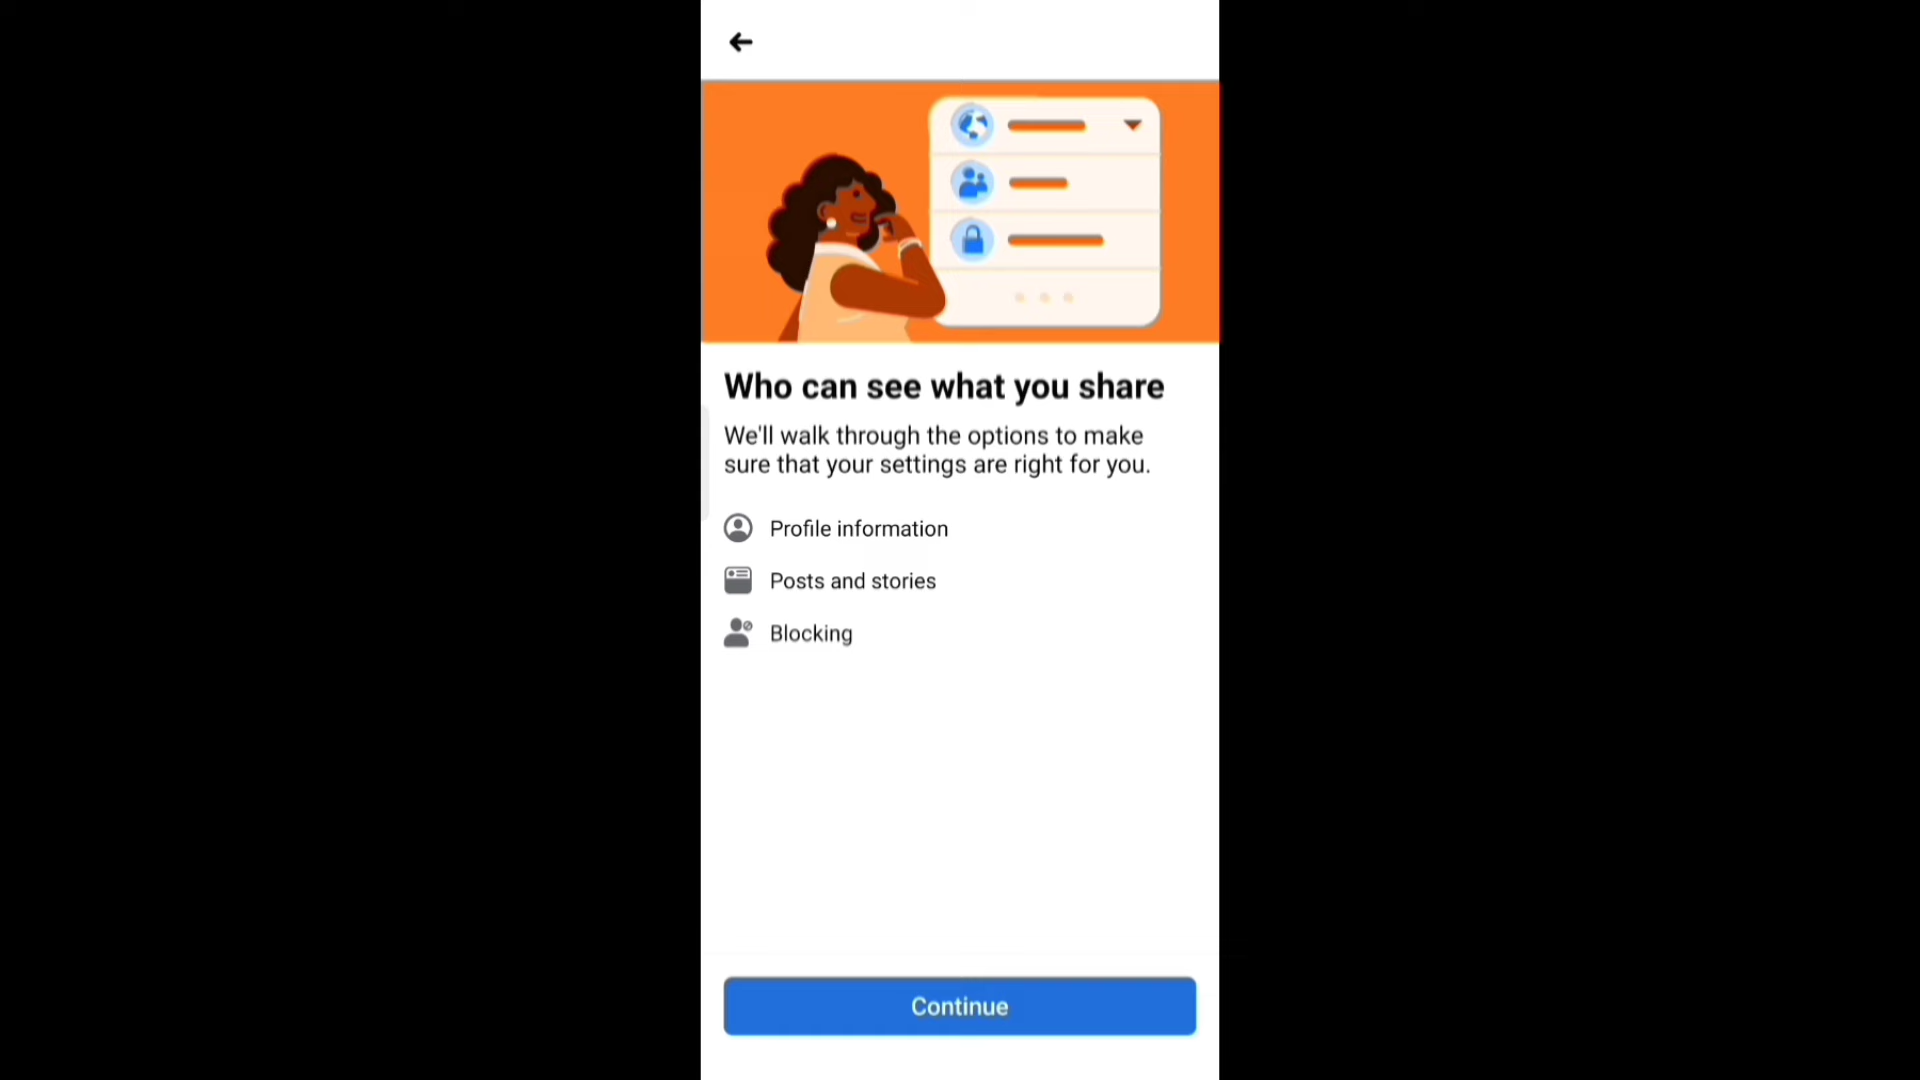 Who can see what you share
We'll walk through the options to make
sure that your settings are right for you.
Profile information
Posts and stories
Blocking
Continue